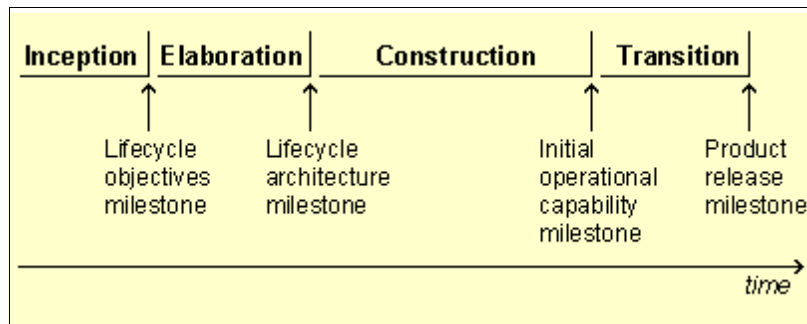 Inception Elaboration Construction Transition
Lifecycle
objectives
milestone
Lifecycle
architecture
milestone
Initial
operational
capability
milestone
Product
release
milestone
time